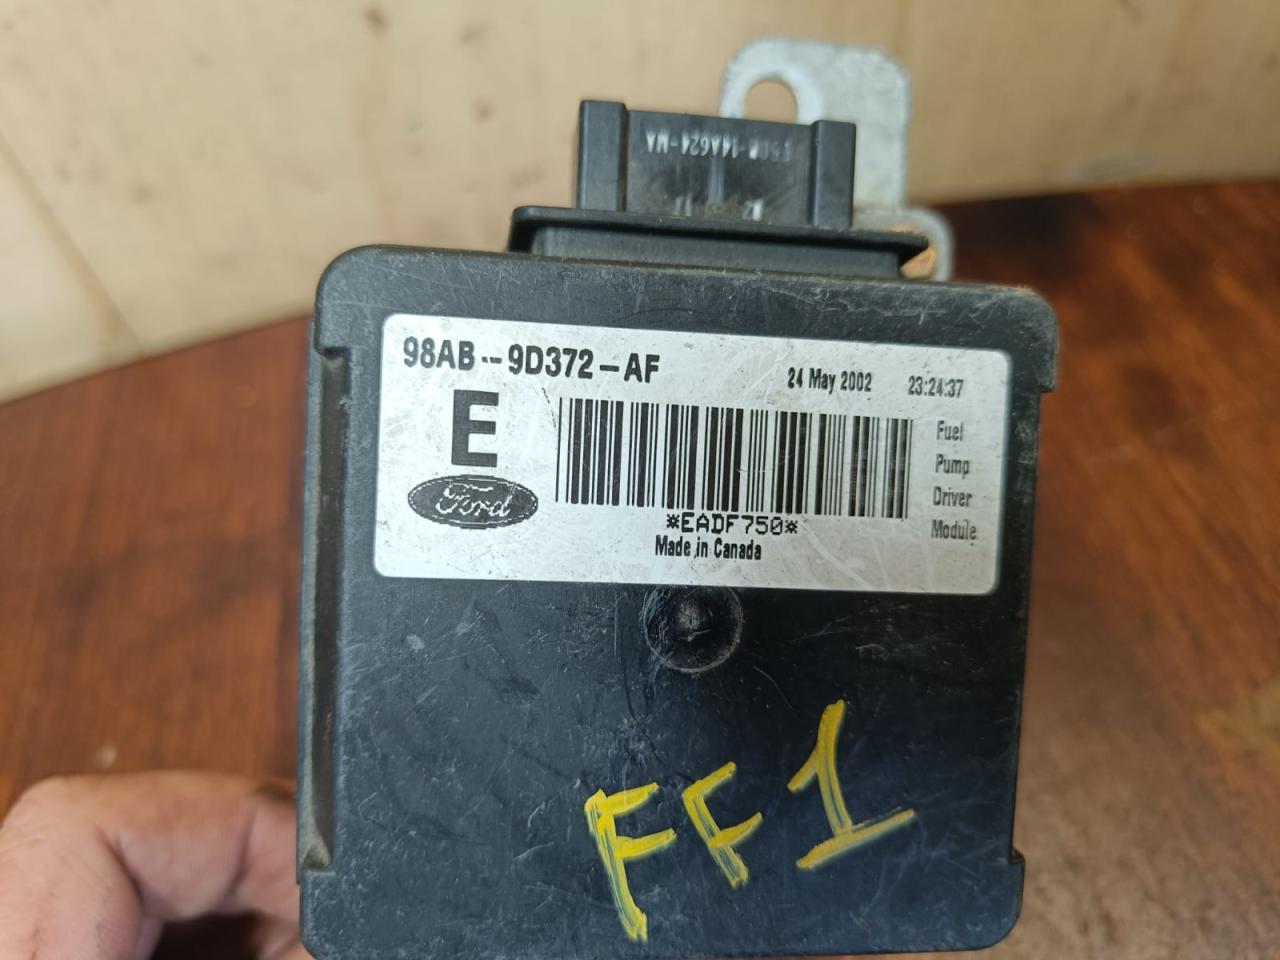 98AB--9D372-AF
24 May 2002 23:24:37
E
Ford
Fuel
Pump
Driver
Module
*EADF750*
Made in Canada
FF1